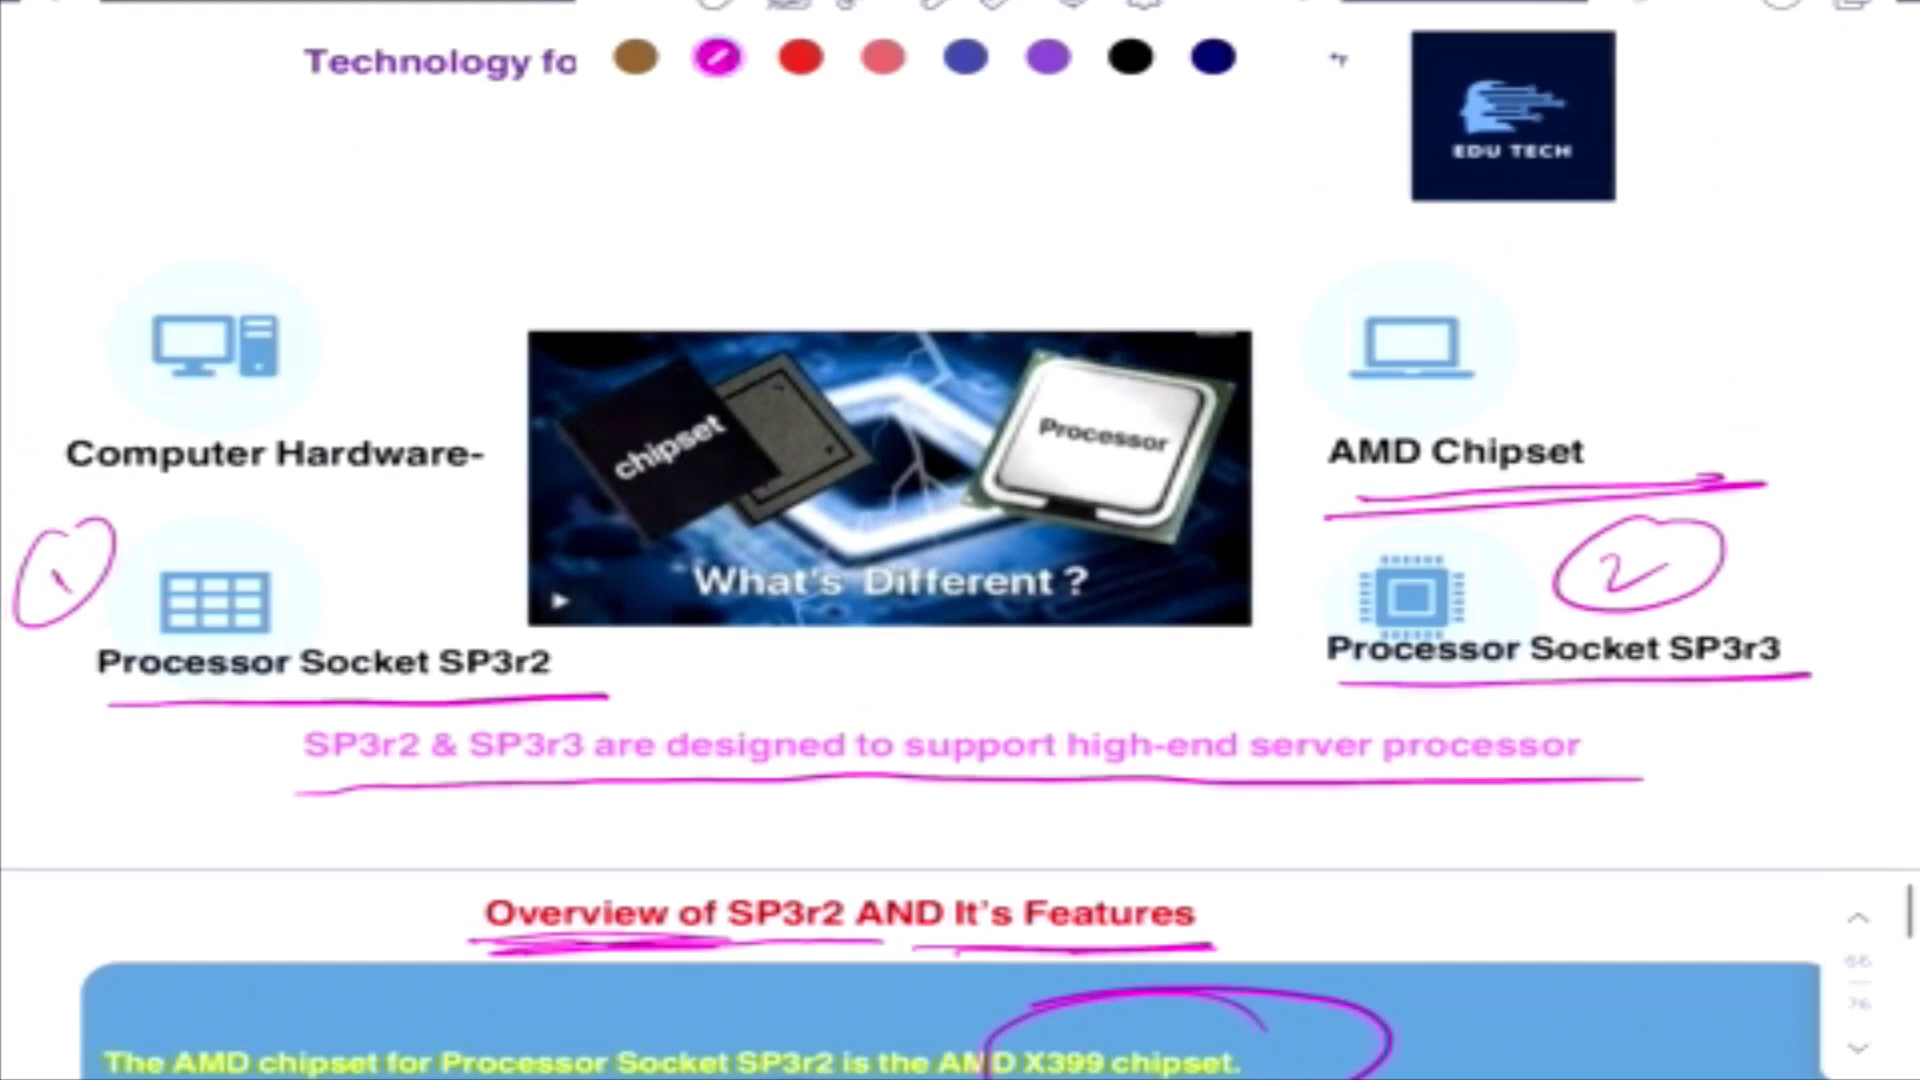 Technology fo
EDU TECH
Computer Hardware-
chipset
Processor
What's Different ?
AMD Chipset
1
2
Processor Socket SP3r2
Processor Socket SP3r3
SP3r2 & SP3r3 are designed to support high-end server processor
Overview of SP3r2 AND It's Features
The AMD chipset for Processor Socket SP3r2 is the AMD X399 chipset.